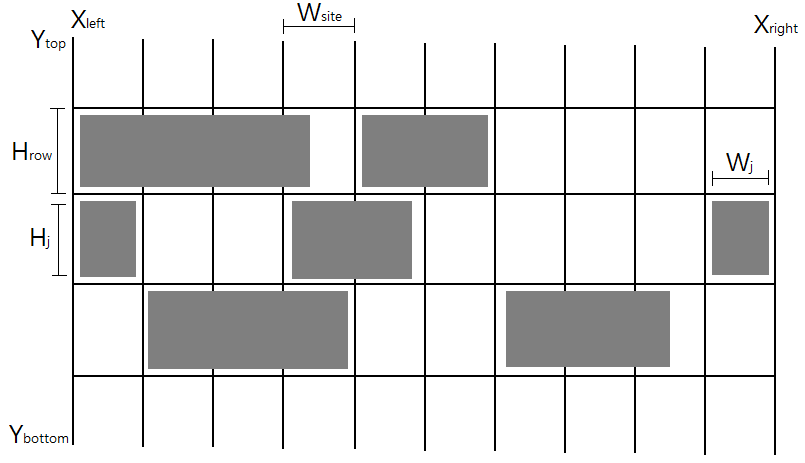 Xleft
Wsite
Xright
Ytop
Hrow
Wj
Hj
Ybottom